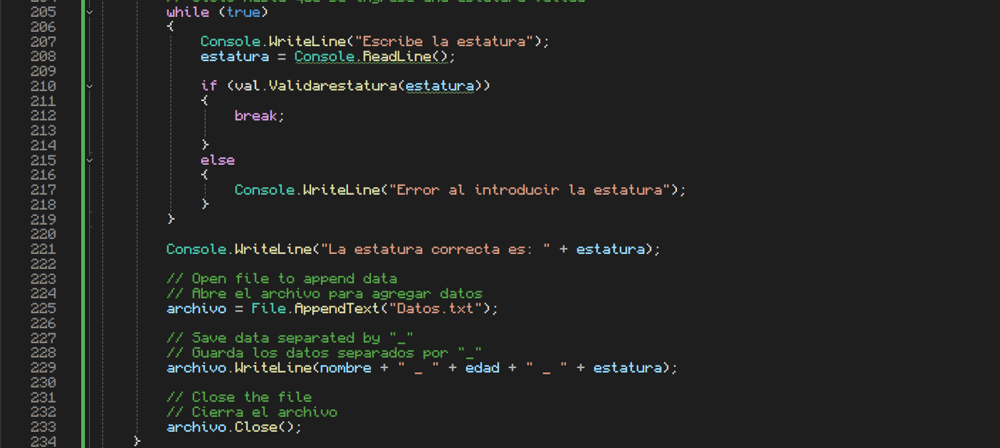 205 while (true)
206 {
207 Console.WriteLine("Escribe la estatura");
208 estatura = Console.ReadLine();
209
210 if (val.Validarestatura(estatura))
211 {
212 break;
213
214 }
215 else
216 {
217 Console.WriteLine("Error al introducir la estatura");
218 }
219 }
220
221 Console.WriteLine("La estatura correcta es: " + estatura);
222
223 // Open file to append data
224 // Abre el archivo para agregar datos
225 archivo = File.AppendText("Datos.txt");
226
227 // Save data separated by "_"
228 // Guarda los datos separados por "_"
229 archivo.WriteLine(nombre + " _ " + edad + " _ " + estatura);
230
231 // Close the file
232 // Cierra el archivo
233 archivo.Close();
234 }